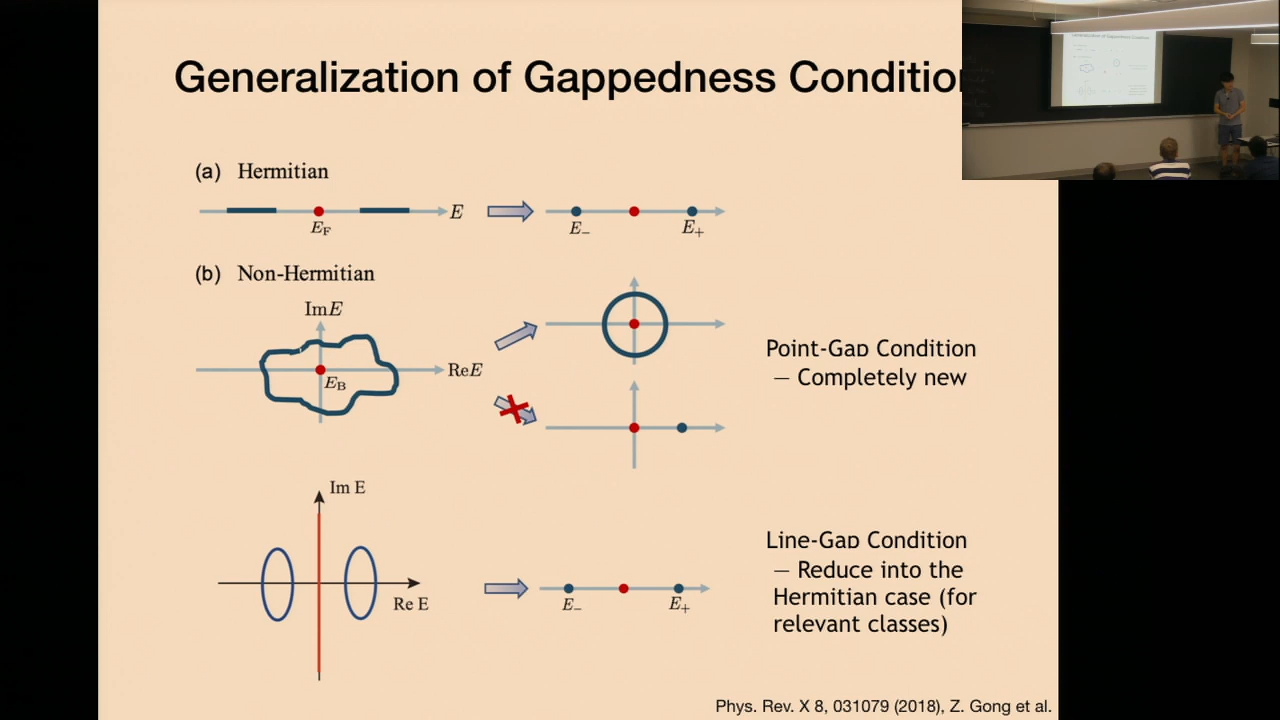 Generalization of Gappedness Condition
(a) Hermitian
E
E_F
E_−
E_+
(b) Non-Hermitian
ImE
ReE
E_B
Point-Gap Condition
— Completely new
Im E
Re E
E_−
E_+
Line-Gap Condition
— Reduce into the
Hermitian case (for
relevant classes)
Phys. Rev. X 8, 031079 (2018), Z. Gong et al.